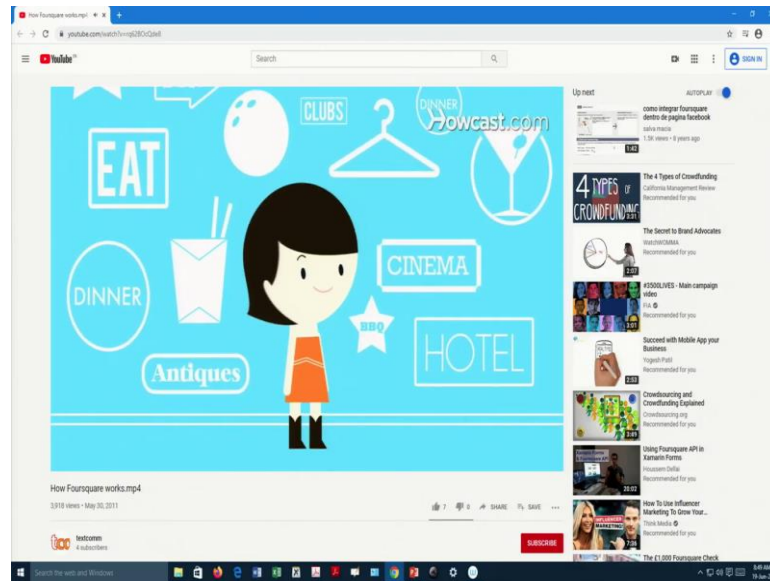 How Foursquare works.mp4
youtube.com/watch?v=
YouTube
Search
SIGN IN
CLUBS
DINNER
Howcast.com
EAT
DINNER
CINEMA
BBQ
HOTEL
Antiques
How Foursquare works.mp4
3,918 views • May 30, 2011
7
0
SHARE
SAVE
textcomm
4 subscribers
SUBSCRIBE
Up next
AUTOPLAY
como integrar foursquare
dentro de pagina facebook
salva macia
1.5K views • 8 years ago
1:42
4 TYPES OF
CROWDFUNDING
3:31
The 4 Types of Crowdfunding
California Management Review
Recommended for you
The Secret to Brand Advocates
WatchWOMMA
Recommended for you
2:07
#3500LIVES - Main campaign
video
FIA
Recommended for you
3:01
Succeed with Mobile App your
Business
Yogesh Patil
Recommended for you
2:52
Crowdsourcing and
Crowdfunding Explained
Crowdsourcing.org
Recommended for you
3:49
Using Foursquare API in
Xamarin Forms
Houssem Dellai
Recommended for you
20:02
How To Use Influencer
Marketing To Grow Your...
Think Media
Recommended for you
INFLUENCER
MARKETING
7:36
The £1,000 Foursquare Check
Search the web and Windows